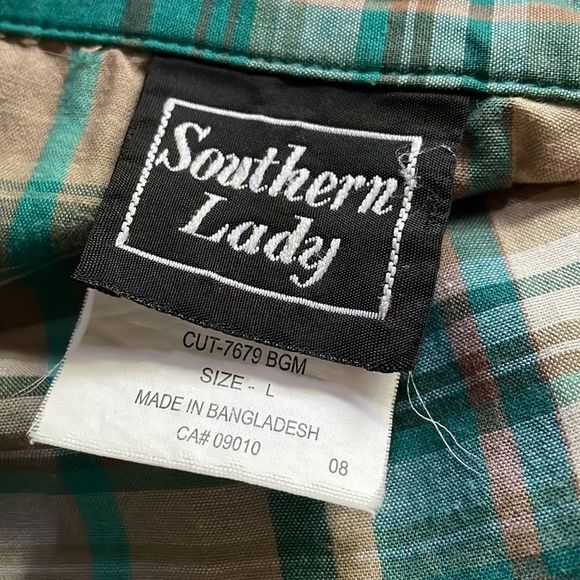 Southern
Lady
CUT-7679 BGM
SIZE - L
MADE IN BANGLADESH
CA# 09010
08